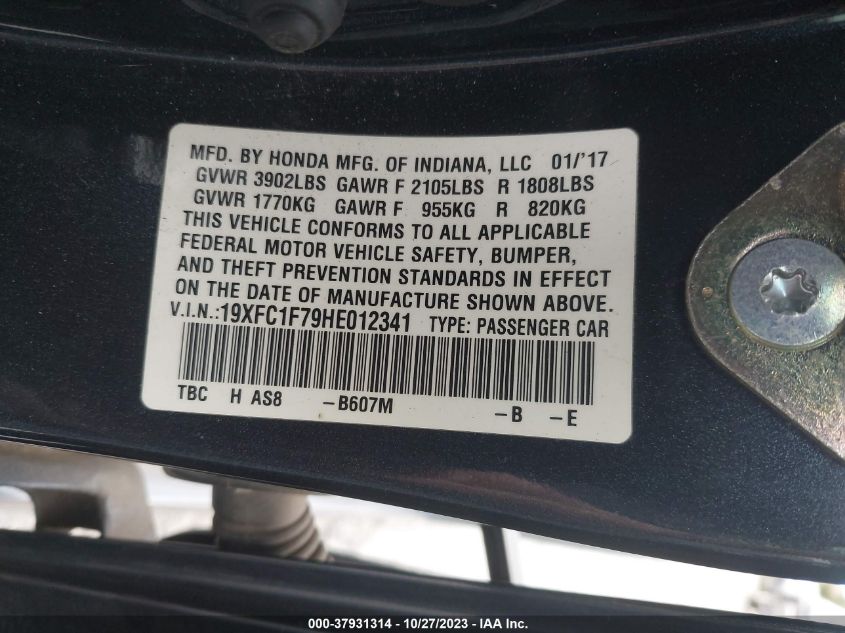 MFD. BY HONDA MFG. OF INDIANA, LLC 01/'17
GVWR 3902LBS GAWR F 2105LBS R 1808LBS
GVWR 1770KG GAWR F 955KG R 820KG
THIS VEHICLE CONFORMS TO ALL APPLICABLE
FEDERAL MOTOR VEHICLE SAFETY, BUMPER,
AND THEFT PREVENTION STANDARDS IN EFFECT
ON THE DATE OF MANUFACTURE SHOWN ABOVE.
V.I.N.:19XFC1F79HE012341 TYPE: PASSENGER CAR
TBC H AS8 -B607M -B -E
000-37931314 | 10/27/2023 | IAA Inc.